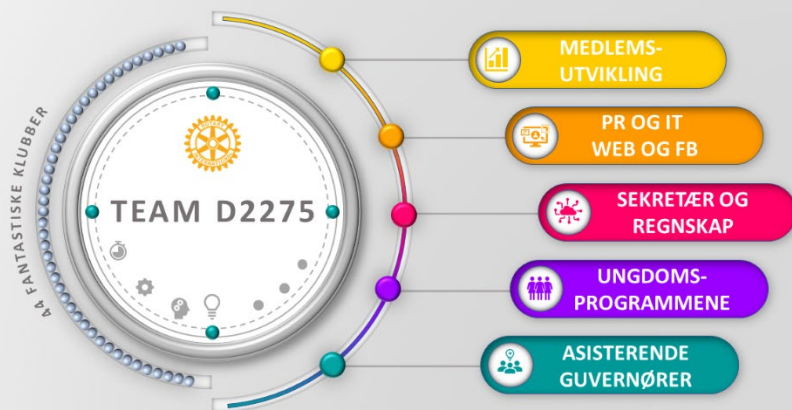 44 FANTASTISKE KLUBBER
TEAM D2275
MEDLEMS-
UTVIKLING
PR OG IT
WEB OG FB
SEKRETÆR OG
REGNSKAP
UNGDOMS-
PROGRAMMENE
ASISTERENDE
GUVERNØRER